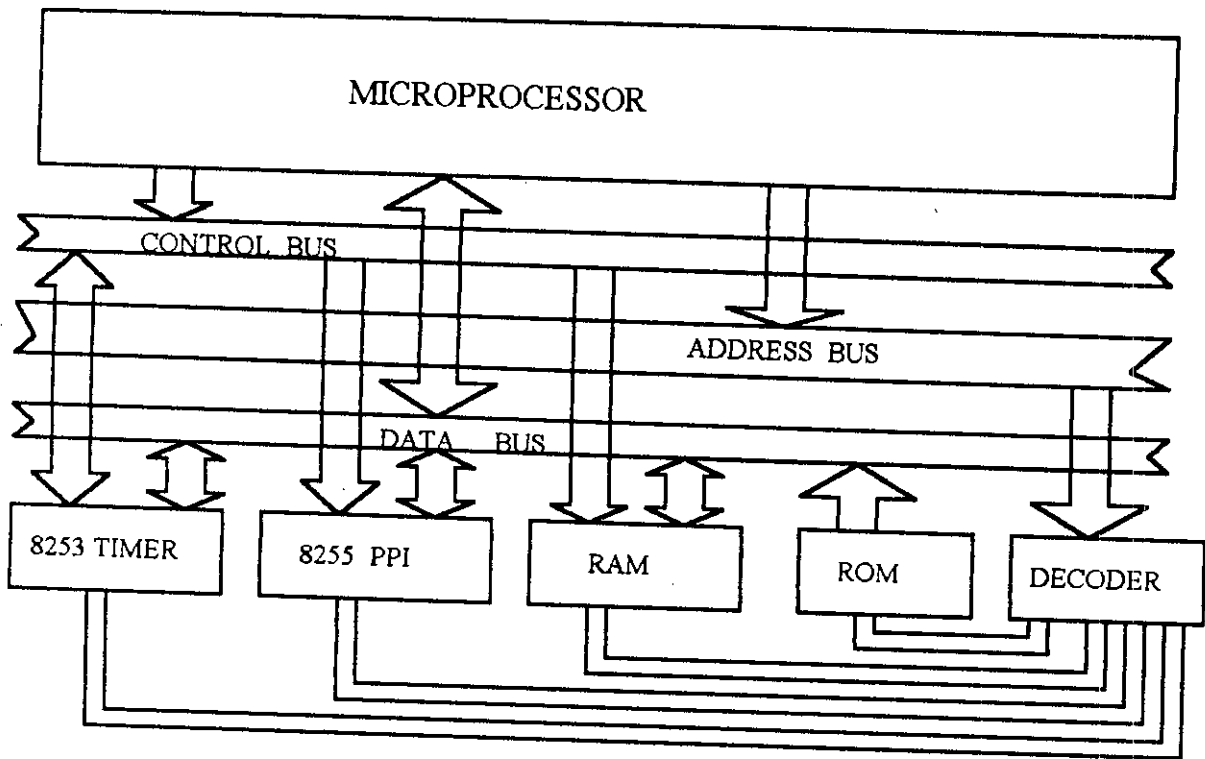 MICROPROCESSOR
CONTROL BUS
ADDRESS BUS
DATA BUS
8253 TIMER
8255 PPI
RAM
ROM
DECODER